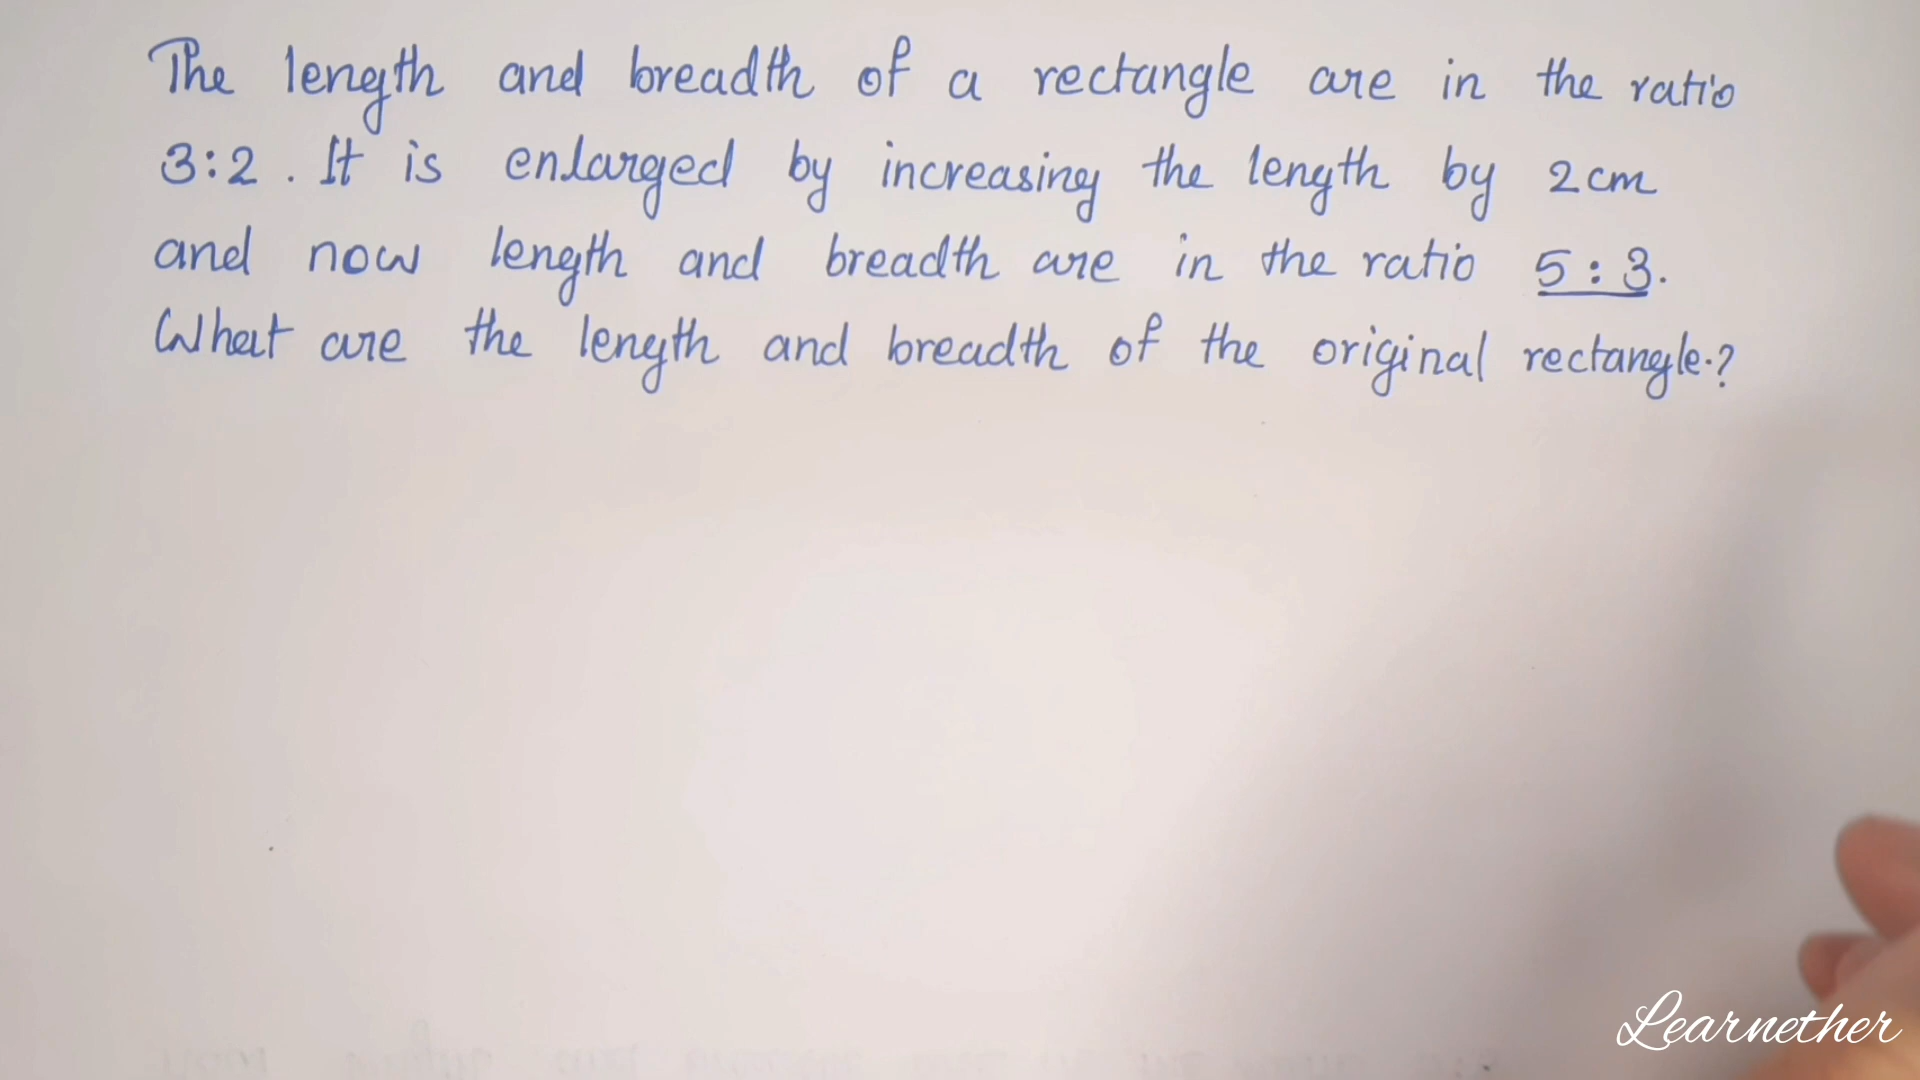 The length and breadth of a rectangle are in the ratio
3:2. It is enlarged by increasing the length by 2cm
and now length and breadth are in the ratio 5:3.
What are the length and breadth of the original rectangle.?
Learnether